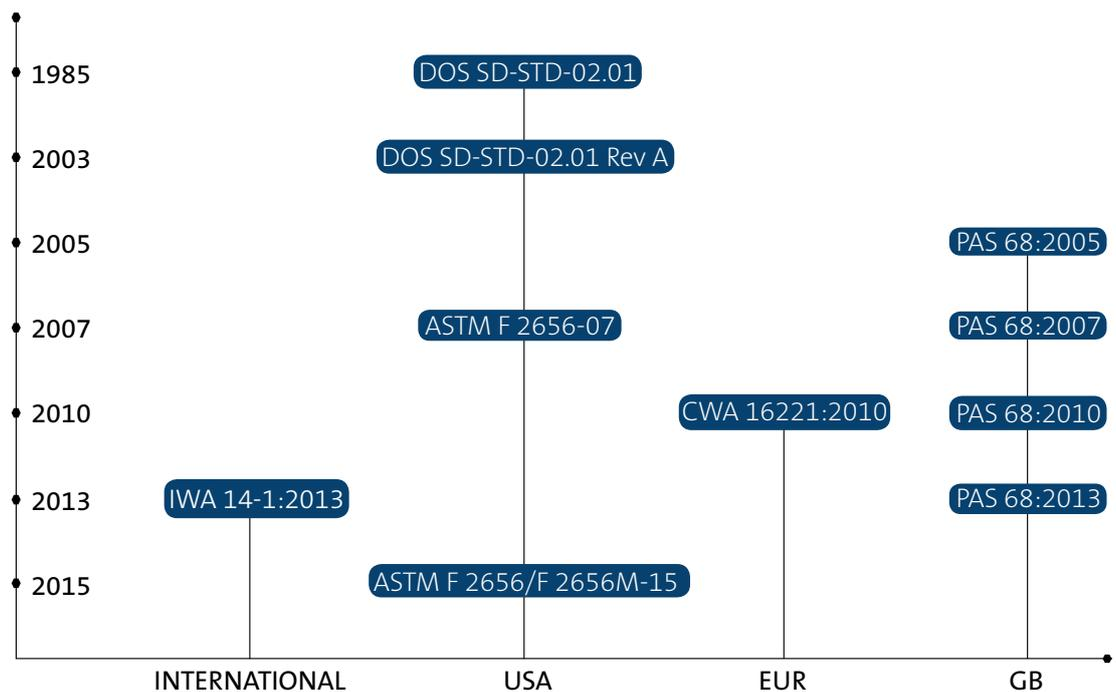 1985
DOS SD-STD-02.01
2003
DOS SD-STD-02.01 Rev A
2005
PAS 68:2005
2007
ASTM F 2656-07
PAS 68:2007
2010
CWA 16221:2010
PAS 68:2010
2013
IWA 14-1:2013
PAS 68:2013
2015
ASTM F 2656/F 2656M-15
INTERNATIONAL
USA
EUR
GB